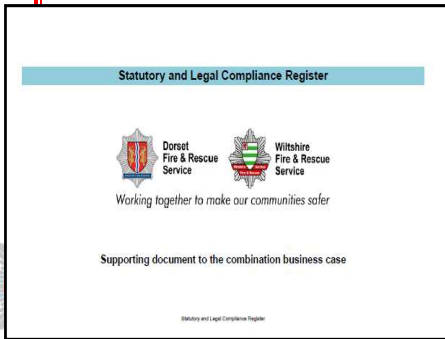 Statutory and Legal Compliance Register
Dorset
Fire & Rescue
Service
Wiltshire
Fire & Rescue
Service
Working together to make our communities safer
Supporting document to the combination business case
Statutory and Legal Compliance Register